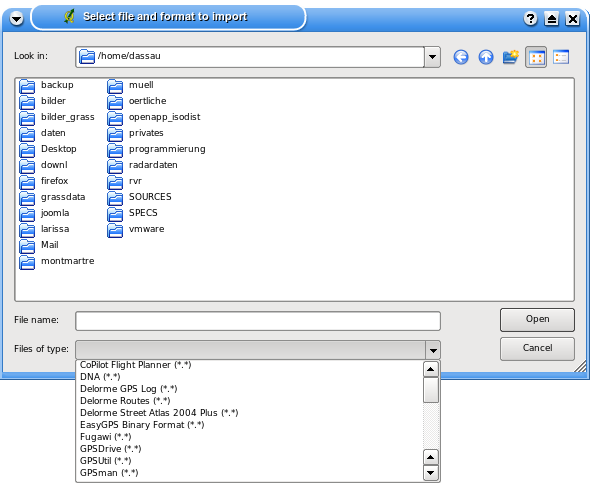 Select file and format to import
Look in: /home/dassau
backup
bilder
bilder_grass
daten
Desktop
downl
firefox
grassdata
joomla
larissa
Mail
montmartre
muell
oertliche
openapp_isodist
privates
programmierung
radardaten
rvr
SOURCES
SPECS
vmware
File name:
Open
Files of type:
Cancel
CoPilot Flight Planner (*.*)
DNA (*.*)
Delorme GPS Log (*.*)
Delorme Routes (*.*)
Delorme Street Atlas 2004 Plus (*.*)
EasyGPS Binary Format (*.*)
Fugawi (*.*)
GPSDrive (*.*)
GPSUtil (*.*)
GPSman (*.*)